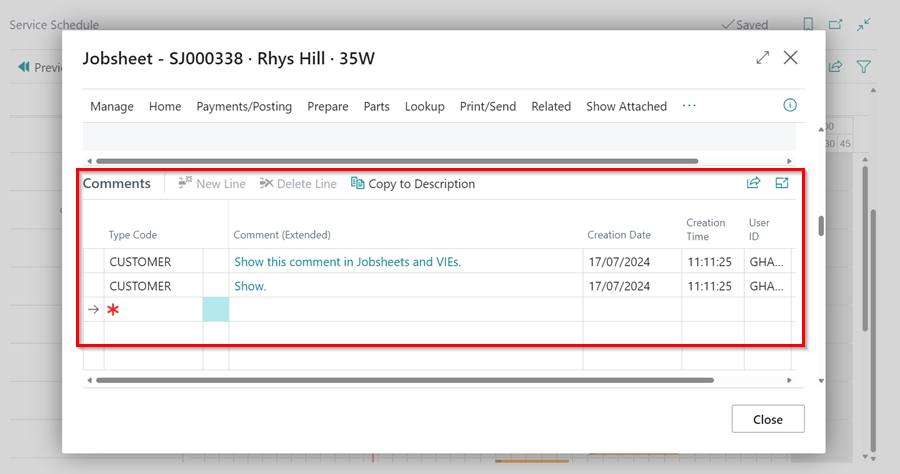 Service Schedule
Saved
Jobsheet - SJ000338 · Rhys Hill · 35W
Previ
Manage Home Payments/Posting Prepare Parts Lookup Print/Send Related Show Attached ...
00
30 45
Comments New Line Delete Line Copy to Description
Type Code Comment (Extended) Creation Date Creation Time User ID
CUSTOMER Show this comment in Jobsheets and VIEs. 17/07/2024 11:11:25 GHA...
CUSTOMER Show. 17/07/2024 11:11:25 GHA...
Close